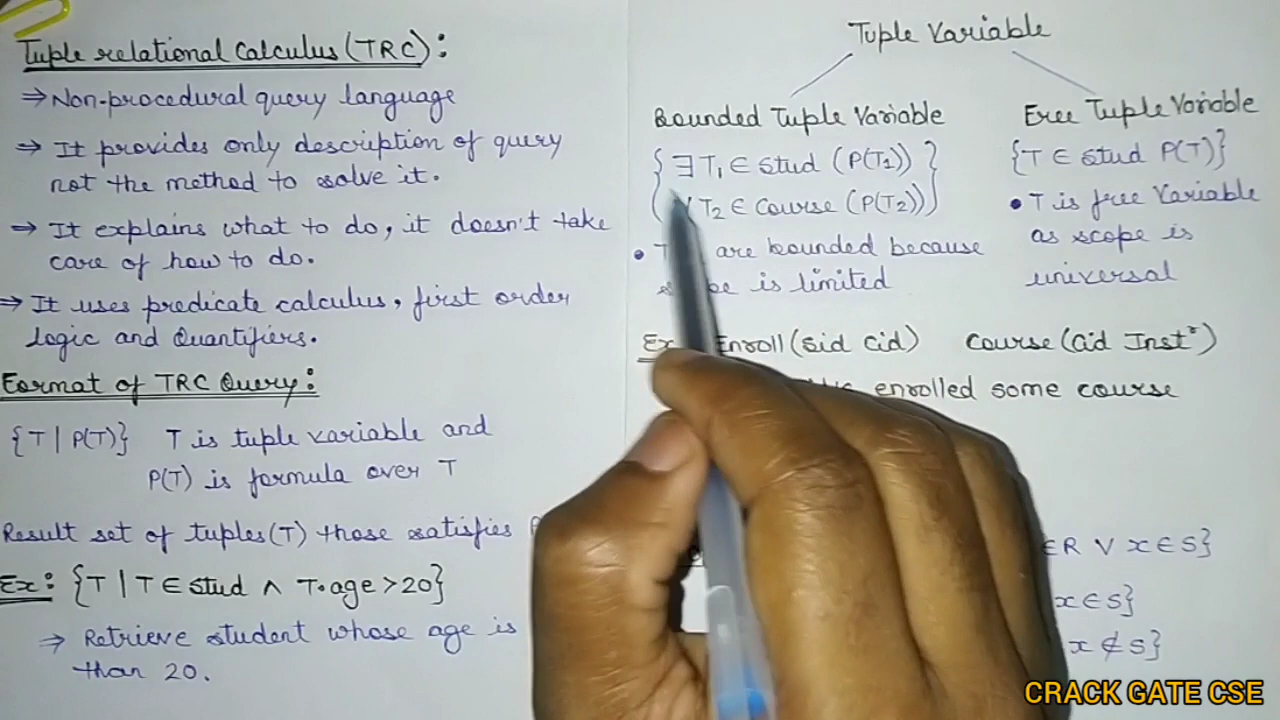 Tuple relational Calculus (TRC):
⇒ Non-procedural query language
⇒ It provides only description of query
not the method to solve it.
⇒ It explains what to do, it doesn't take
care of how to do.
⇒ It uses predicate calculus, first order
logic and Quantifiers.
Format of TRC Query:
{T | P(T)} T is tuple variable and
P(T) is formula over T
Result set of tuples(T) those satisfies
Ex: {T | T ∈ stud ∧ T.age > 20}
⇒ Retrieve student whose age is
than 20.
Tuple Variable
Bounded Tuple Variable
{ ∃ T₁ ∈ stud (P(T₁)) }
T₂ ∈ Course (P(T₂))
• T are bounded because
is limited
Free Tuple Variable
{T ∈ stud P(T)}
• T is free Variable
as scope is
universal
Ex Enroll (Sid Cid) Course (Cid Instʳ)
enrolled some course
∈ R ∨ x ∈ S}
x ∈ S}
x ∉ S}
CRACK GATE CSE